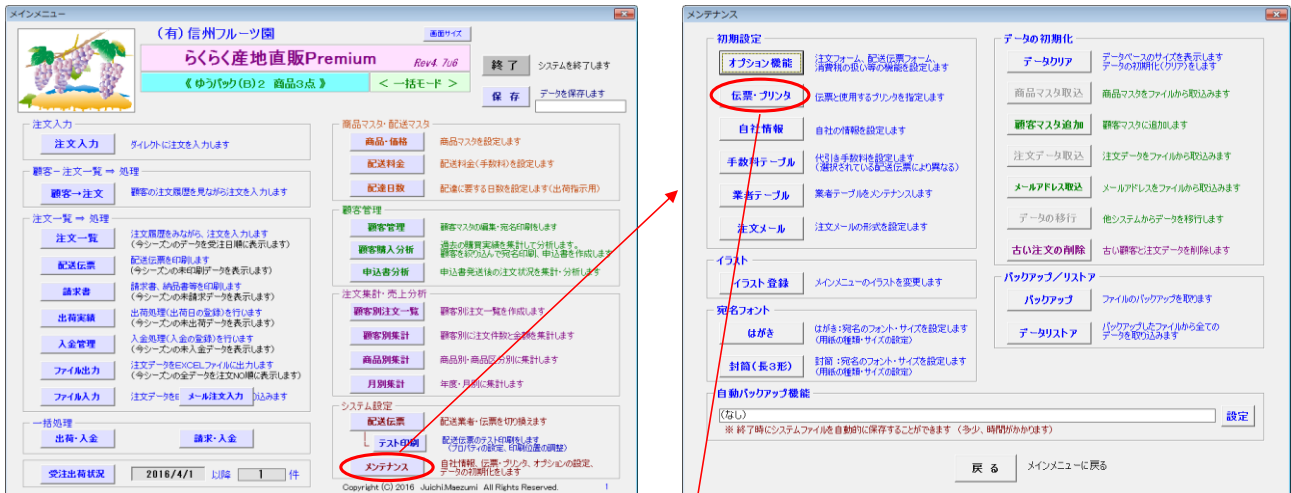 メインメニュー
(有) 信州フルーツ園
画面サイズ
らくらく産地直販Premium Rev4. 7u6
《 ゆうパック(B)2 商品3点 》
< 一括モード >
終 了 システムを終了します
保 存 データを保存します
注文入力
注文入力 ダイレクトに注文を入力します
顧客－注文一覧 ⇒ 処理
顧客→注文 顧客の注文履歴を見ながら注文を入力します
注文一覧 ⇒ 処理
注文一覧 注文履歴をみながら、注文を入力します
(今シーズンのデータを受注日順に表示します)
配送伝票 配送伝票を印刷します
(今シーズンの未印刷データを表示します)
請求書 請求書、納品書等を印刷します
(今シーズンの未請求データを表示します)
出荷実績 出荷処理(出荷日の登録)を行います
(今シーズンの未出荷データを表示します)
入金管理 入金処理(入金の登録)を行います
(今シーズンの未入金データを表示します)
ファイル出力 注文データをEXCELファイルに出力します
(今シーズンの全データを注文NO順に表示します)
ファイル入力 注文データをE メール注文入力 込みます
一括処理
出荷・入金 請求・入金
受注出荷状況 2016/4/1 以降 1 件
商品マスタ・配送マスタ
商品・価格 商品マスタを設定します
配送料金 配送料金(手数料)を設定します
配達日数 配達に要する日数を設定します(出荷指示用)
顧客管理
顧客管理 顧客マスタの編集・宛名印刷をします
顧客購入分析 過去の購買実績を集計して分析します。
顧客を絞り込んで宛名印刷、申込書を作成します
申込書分析 申込書発送後の注文状況を集計・分析します
注文集計・売上分析
顧客別注文一覧 顧客別注文一覧を作成します
顧客別集計 顧客別に注文件数と金額を集計します
商品別集計 商品別・商品区分別に集計します
月別集計 年度・月別に集計します
システム設定
配送伝票 配送業者・伝票を切り換えます
テスト印刷 配送伝票のテスト印刷をします
(プロパティの設定、印刷位置の調整)
メンテナンス 自社情報、伝票・プリンタ、オプションの設定、
データの初期化をします
Copyright (C) 2016 Juichi.Maezumi All Rights Reserved. 1
メンテナンス
初期設定
オプション機能 注文フォーム、配送伝票フォーム、
消費税の扱い等の機能を設定します
伝票・プリンタ 伝票と使用するプリンタを指定します
自社情報 自社の情報を設定します
手数料テーブル 代引き手数料を設定します
(選択されている配送伝票により異なる)
業者テーブル 業者テーブルをメンテナンスします
注文メール 注文メールの形式を設定します
イラスト
イラスト登録 メインメニューのイラストを変更します
宛名フォント
はがき はがき:宛名のフォント・サイズを設定します
(用紙の種類・サイズの設定)
封筒(長3形) 封筒:宛名のフォント・サイズを設定します
(用紙の種類・サイズの設定)
データの初期化
データクリア データベースのサイズを表示します
データの初期化(クリア)をします
商品マスタ取込 商品マスタをファイルから取込みます
顧客マスタ追加 顧客マスタに追加します
注文データ取込 注文データをファイルから取込みます
メールアドレス取込 メールアドレスをファイルから取込みます
データの移行 他システムからデータを移行します
古い注文の削除 古い顧客と注文データを削除します
バックアップ／リストア
バックアップ ファイルのバックアップを取ります
データリストア バックアップしたファイルから全ての
データを取り込みます
自動バックアップ機能
(なし) 設定
※ 終了時にシステムファイルを自動的に保存することができます (多少、時間がかかります)
戻 る メインメニューに戻る